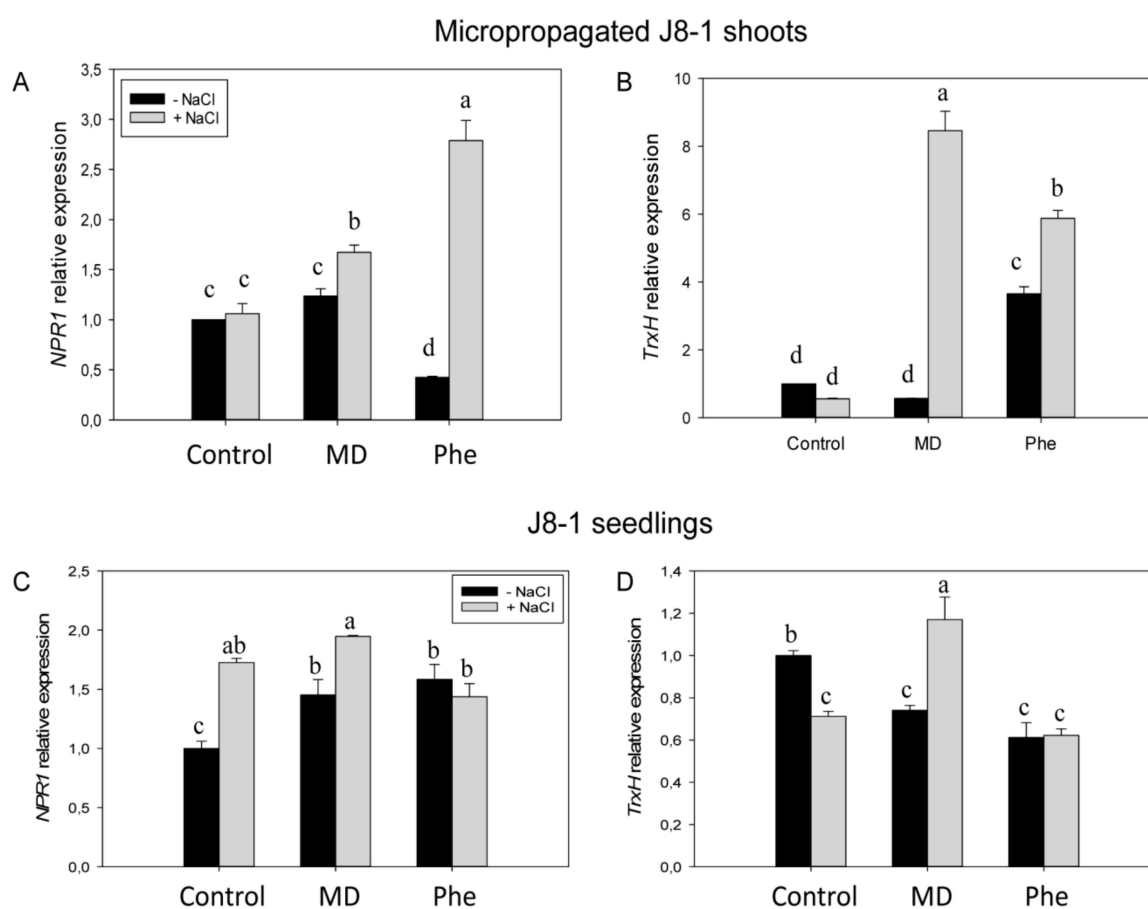 Micropropagated J8-1 shoots
A
NPR1 relative expression
3,5
3,0
2,5
2,0
1,5
1,0
0,5
0,0
- NaCl
+ NaCl
c
c
c
b
d
a
Control MD Phe
B
TrxH relative expression
10
8
6
4
2
0
d
d
d
a
c
b
Control MD Phe
J8-1 seedlings
C
NPR1 relative expression
2,5
2,0
1,5
1,0
0,5
0,0
- NaCl
+ NaCl
c
ab
b
a
b
b
Control MD Phe
D
TrxH relative expression
1,4
1,2
1,0
0,8
0,6
0,4
0,2
0,0
b
c
c
a
c
c
Control MD Phe